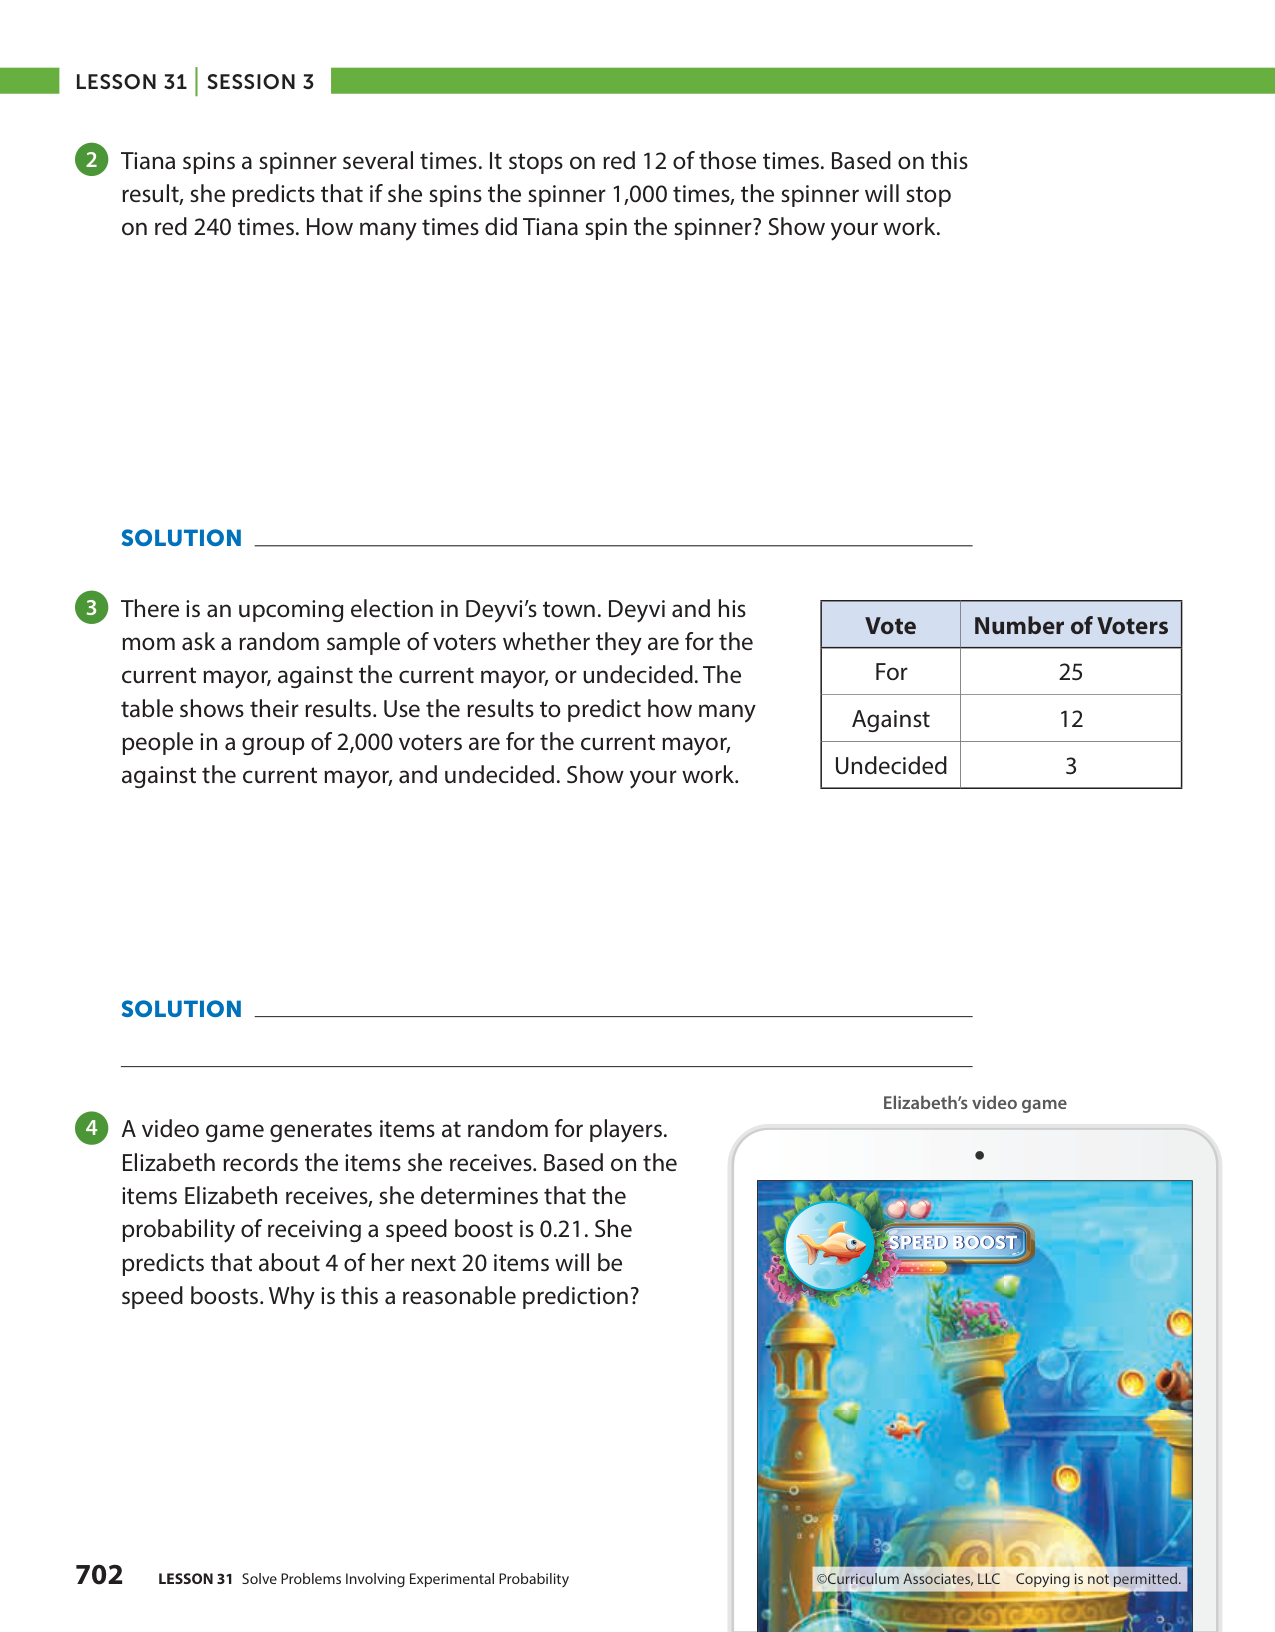 LESSON 31 | SESSION 3
2 Tiana spins a spinner several times. It stops on red 12 of those times. Based on this
result, she predicts that if she spins the spinner 1,000 times, the spinner will stop
on red 240 times. How many times did Tiana spin the spinner? Show your work.
SOLUTION
3 There is an upcoming election in Deyvi’s town. Deyvi and his
mom ask a random sample of voters whether they are for the
current mayor, against the current mayor, or undecided. The
table shows their results. Use the results to predict how many
people in a group of 2,000 voters are for the current mayor,
against the current mayor, and undecided. Show your work.
Vote Number of Voters
For 25
Against 12
Undecided 3
SOLUTION
4 A video game generates items at random for players.
Elizabeth records the items she receives. Based on the
items Elizabeth receives, she determines that the
probability of receiving a speed boost is 0.21. She
predicts that about 4 of her next 20 items will be
speed boosts. Why is this a reasonable prediction?
Elizabeth’s video game
SPEED BOOST
702 LESSON 31 Solve Problems Involving Experimental Probability
©Curriculum Associates, LLC Copying is not permitted.